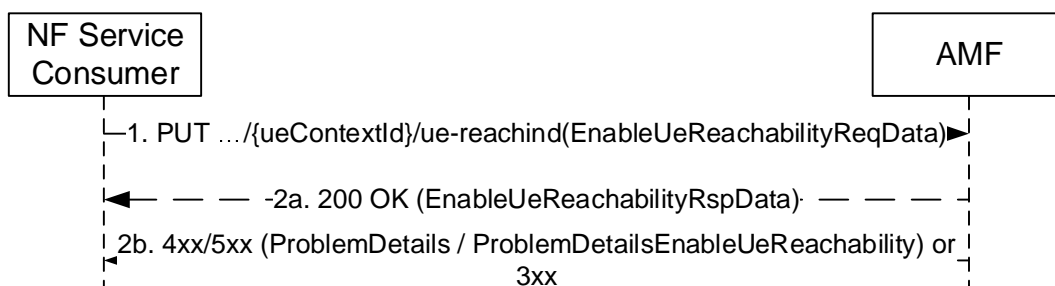 NF Service
Consumer
AMF
1. PUT …/{ueContextId}/ue-reachind(EnableUeReachabilityReqData)
2a. 200 OK (EnableUeReachabilityRspData)
2b. 4xx/5xx (ProblemDetails / ProblemDetailsEnableUeReachability) or
3xx